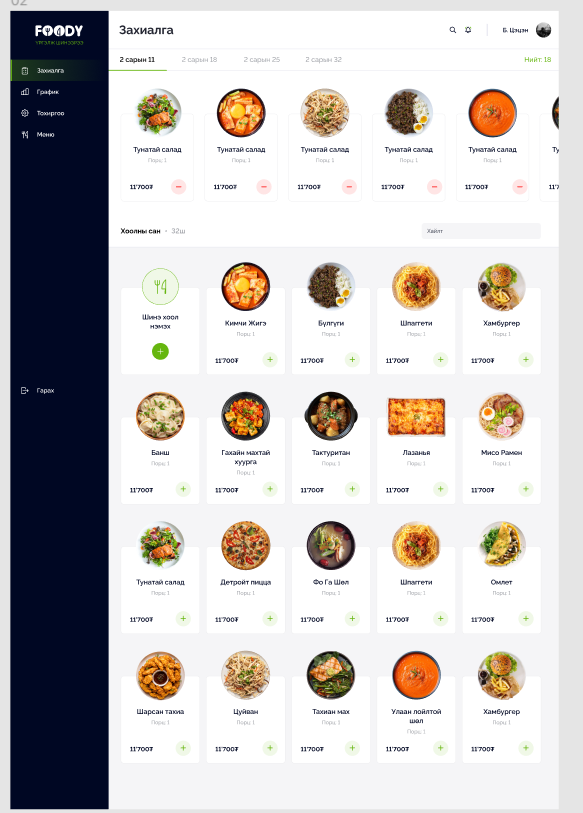 02
FOODY
Захиалга
Б. Цэцэн
Захиалга
График
Тохиргоо
Меню
Гарах
2 сарын 11
2 сарын 18
2 сарын 25
2 сарын 32
Нийт: 18
Тунатай салад
Тунатай салад
Тунатай салад
Тунатай салад
Тунатай салад
Ту
Порц: 1
Порц: 1
Порц: 1
Порц: 1
Порц: 1
11'700₮
11'700₮
11'700₮
11'700₮
11'700₮
11'7
Хоолны сан • 32ш
Хайлт
Шинэ хоол
нэмэх
Кимчи Жигэ
Порц: 1
11'700₮
Бүлгүги
Порц: 1
11'700₮
Шпагетти
Порц: 1
11'700₮
Хамбургер
Порц: 1
11'700₮
Банш
Порц: 1
11'700₮
Гахайн махтай
хуурга
Порц: 1
11'700₮
Тактуритан
Порц: 1
11'700₮
Лазанья
Порц: 1
11'700₮
Мисо Рамен
Порц: 1
11'700₮
Тунатай салад
Порц: 1
11'700₮
Детройт пицца
Порц: 1
11'700₮
Фо Га Шөл
Порц: 1
11'700₮
Шпагетти
Порц: 1
11'700₮
Омлет
Порц: 1
11'700₮
Шарсан тахиа
Порц: 1
11'700₮
Цуйван
Порц: 1
11'700₮
Тахиан мах
Порц: 1
11'700₮
Улаан лоолтой
шөл
Порц: 1
11'700₮
Хамбургер
Порц: 1
11'700₮